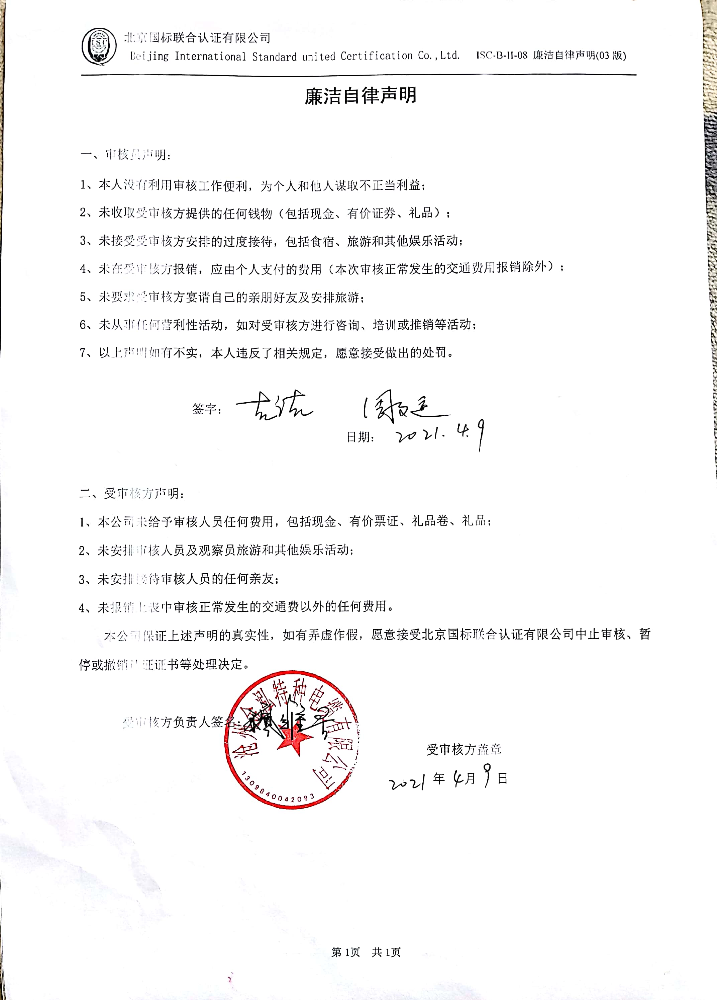 ISC
北京国标联合认证有限公司
Beijing International Standard united Certification Co.,Ltd. ISC-B-II-08 廉洁自律声明(03 版)
廉洁自律声明
一、审核员声明：
1、本人没有利用审核工作便利，为个人和他人谋取不正当利益；
2、未收取受审核方提供的任何钱物（包括现金、有价证券、礼品）；
3、未接受受审核方安排的过度接待，包括食宿、旅游和其他娱乐活动；
4、未在受审核方报销，应由个人支付的费用（本次审核正常发生的交通费用报销除外）；
5、未要求受审核方宴请自己的亲朋好友及安排旅游；
6、未从事任何营利性活动，如对受审核方进行咨询、培训或推销等活动；
7、以上声明如有不实，本人违反了相关规定，愿意接受做出的处罚。
签字：
日期： 2021.4.9
二、受审核方声明：
1、本公司未给予审核人员任何费用，包括现金、有价票证、礼品卷、礼品；
2、未安排审核人员及观察员旅游和其他娱乐活动；
3、未安排接待审核人员的任何亲友；
4、未报销上表中审核正常发生的交通费以外的任何费用。
本公司保证上述声明的真实性，如有弄虚作假，愿意接受北京国标联合认证有限公司中止审核、暂
停或撤销认证证书等处理决定。
特种电缆有限公司
受审核方负责人签名：
1309840042093
受审核方盖章
2021 年 4月 9 日
第 1页 共 1页